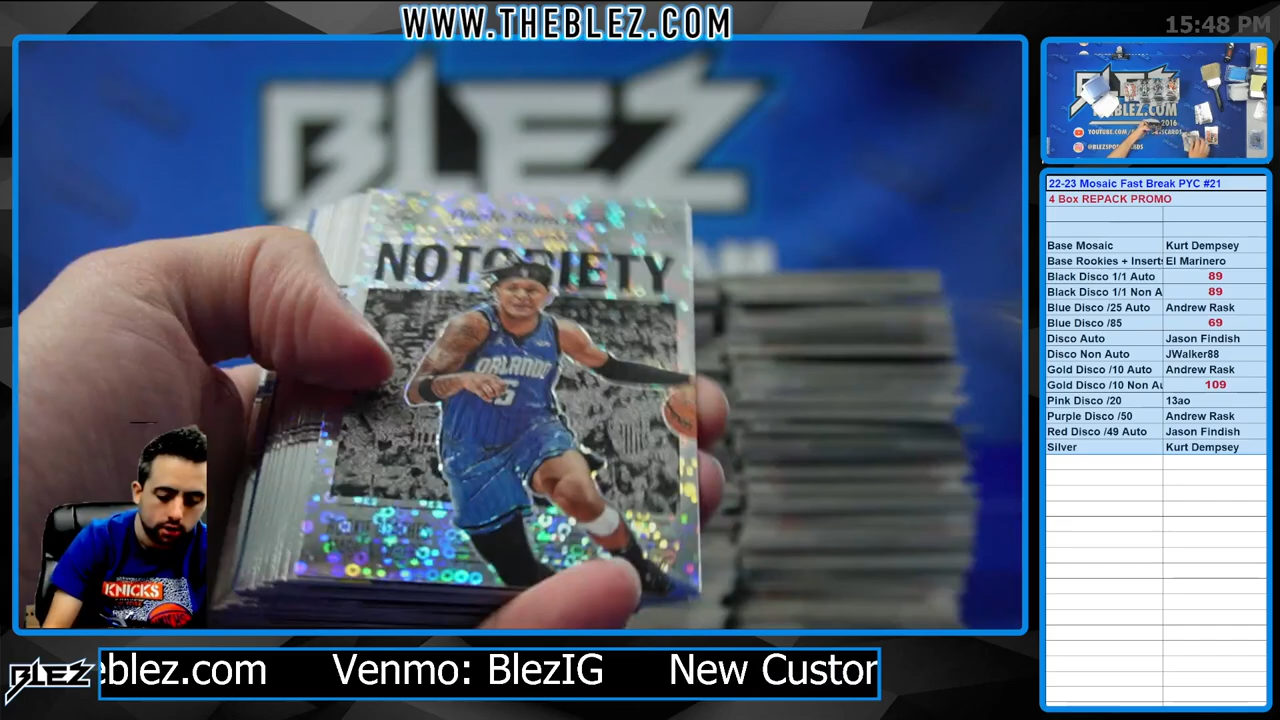 WWW.THEBLEZ.COM
15:48 PM
BLEZ
NOTORIETY
ORLANDO
5
KNICKS
BLEZ
eblez.com Venmo: BlezIG New Custor
BLEZ.COM
2016
22-23 Mosaic Fast Break PYC #21
4 Box REPACK PROMO
Base Mosaic Kurt Dempsey
Base Rookies + Inserts El Marinero
Black Disco 1/1 Auto 89
Black Disco 1/1 Non A 89
Blue Disco /25 Auto Andrew Rask
Blue Disco /85 69
Disco Auto Jason Findish
Disco Non Auto JWalker88
Gold Disco /10 Auto Andrew Rask
Gold Disco /10 Non Au 109
Pink Disco /20 13ao
Purple Disco /50 Andrew Rask
Red Disco /49 Auto Jason Findish
Silver Kurt Dempsey